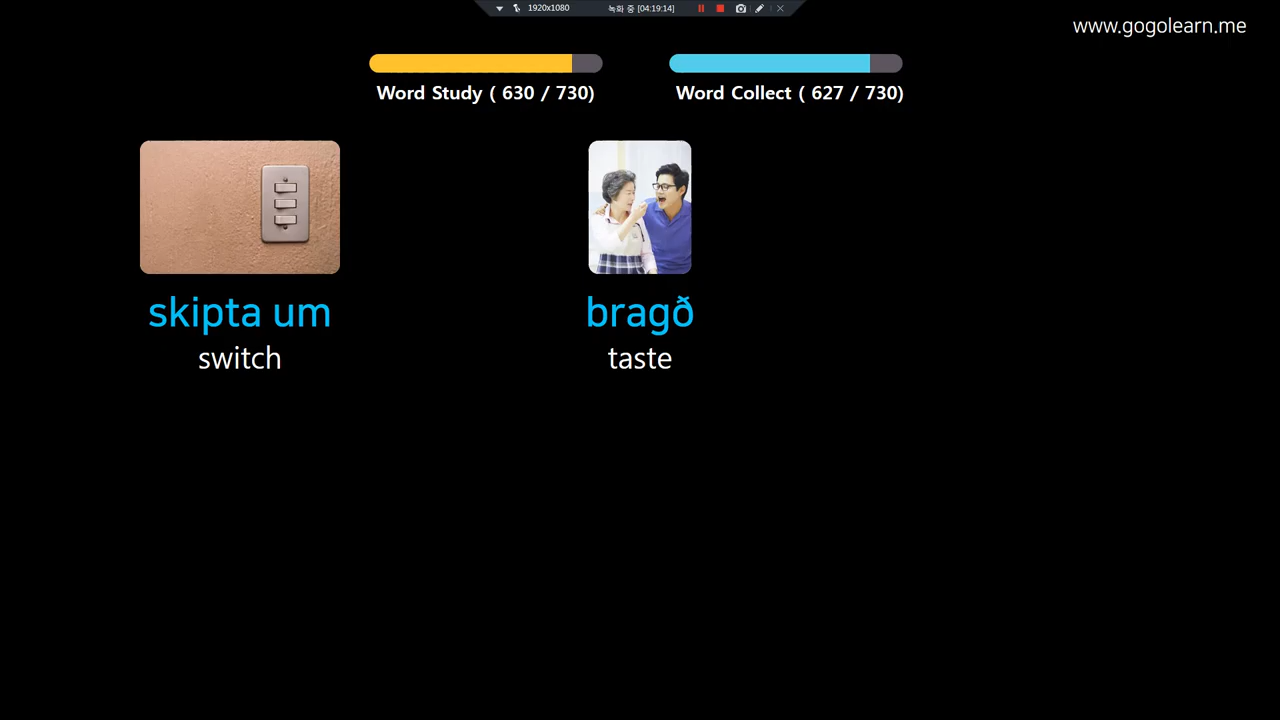 1920x1080 녹화 중 [04:19:14]
www.gogolearn.me
Word Study ( 630 / 730)
Word Collect ( 627 / 730)
skipta um
switch
bragð
taste